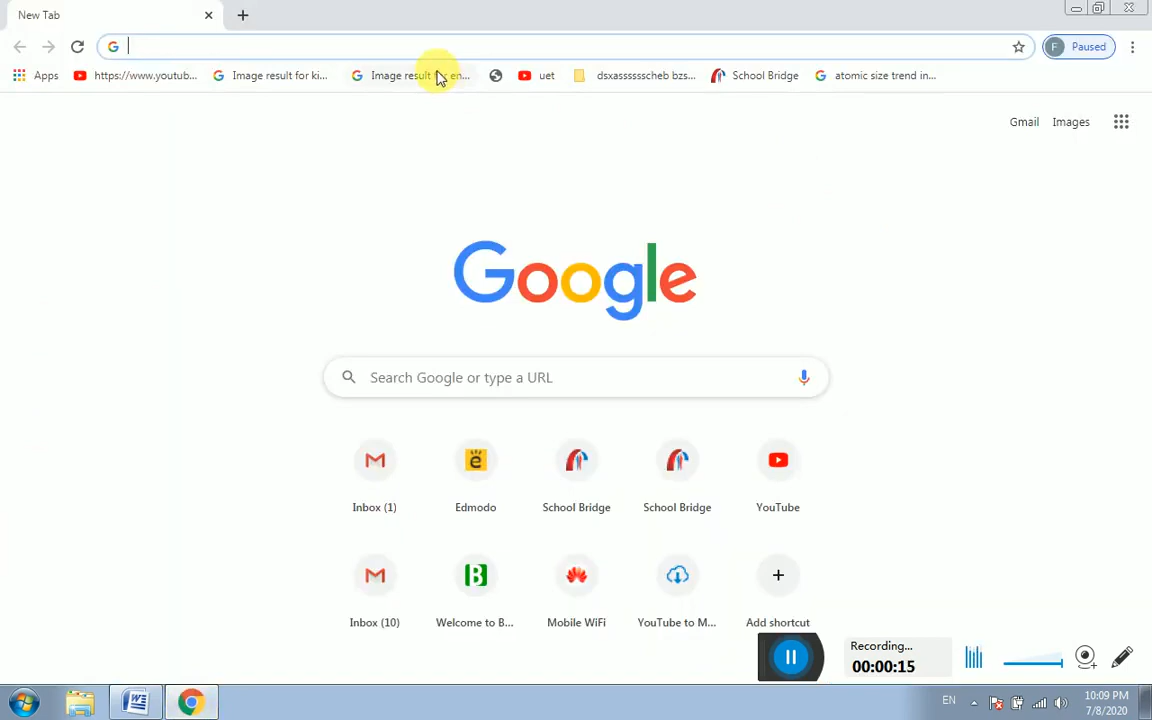 New Tab
Paused
Apps https://www.youtub... Image result for ki... Image result for en... uet dsxassssssscheb bzs... School Bridge atomic size trend in...
Gmail Images
Google
Search Google or type a URL
Inbox (1) Edmodo School Bridge School Bridge YouTube
Inbox (10) Welcome to B... Mobile WiFi YouTube to M... Add shortcut
Recording...
00:00:15
EN 10:09 PM
7/8/2020